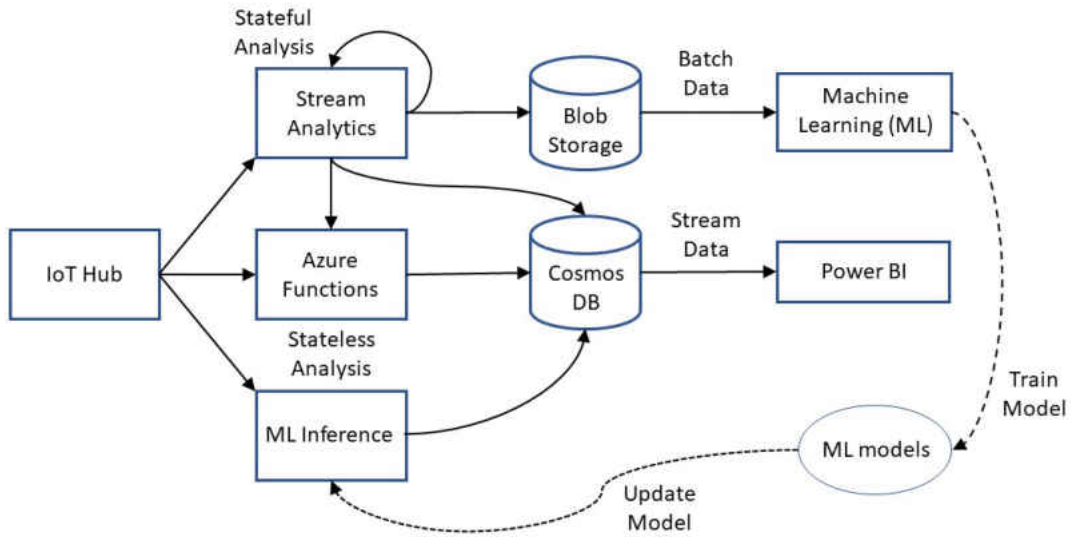 Stateful
Analysis
Stream
Analytics
Blob
Storage
Batch
Data
Machine
Learning (ML)
IoT Hub
Azure
Functions
Cosmos
DB
Stream
Data
Power BI
Stateless
Analysis
ML Inference
Train
Model
ML models
Update
Model